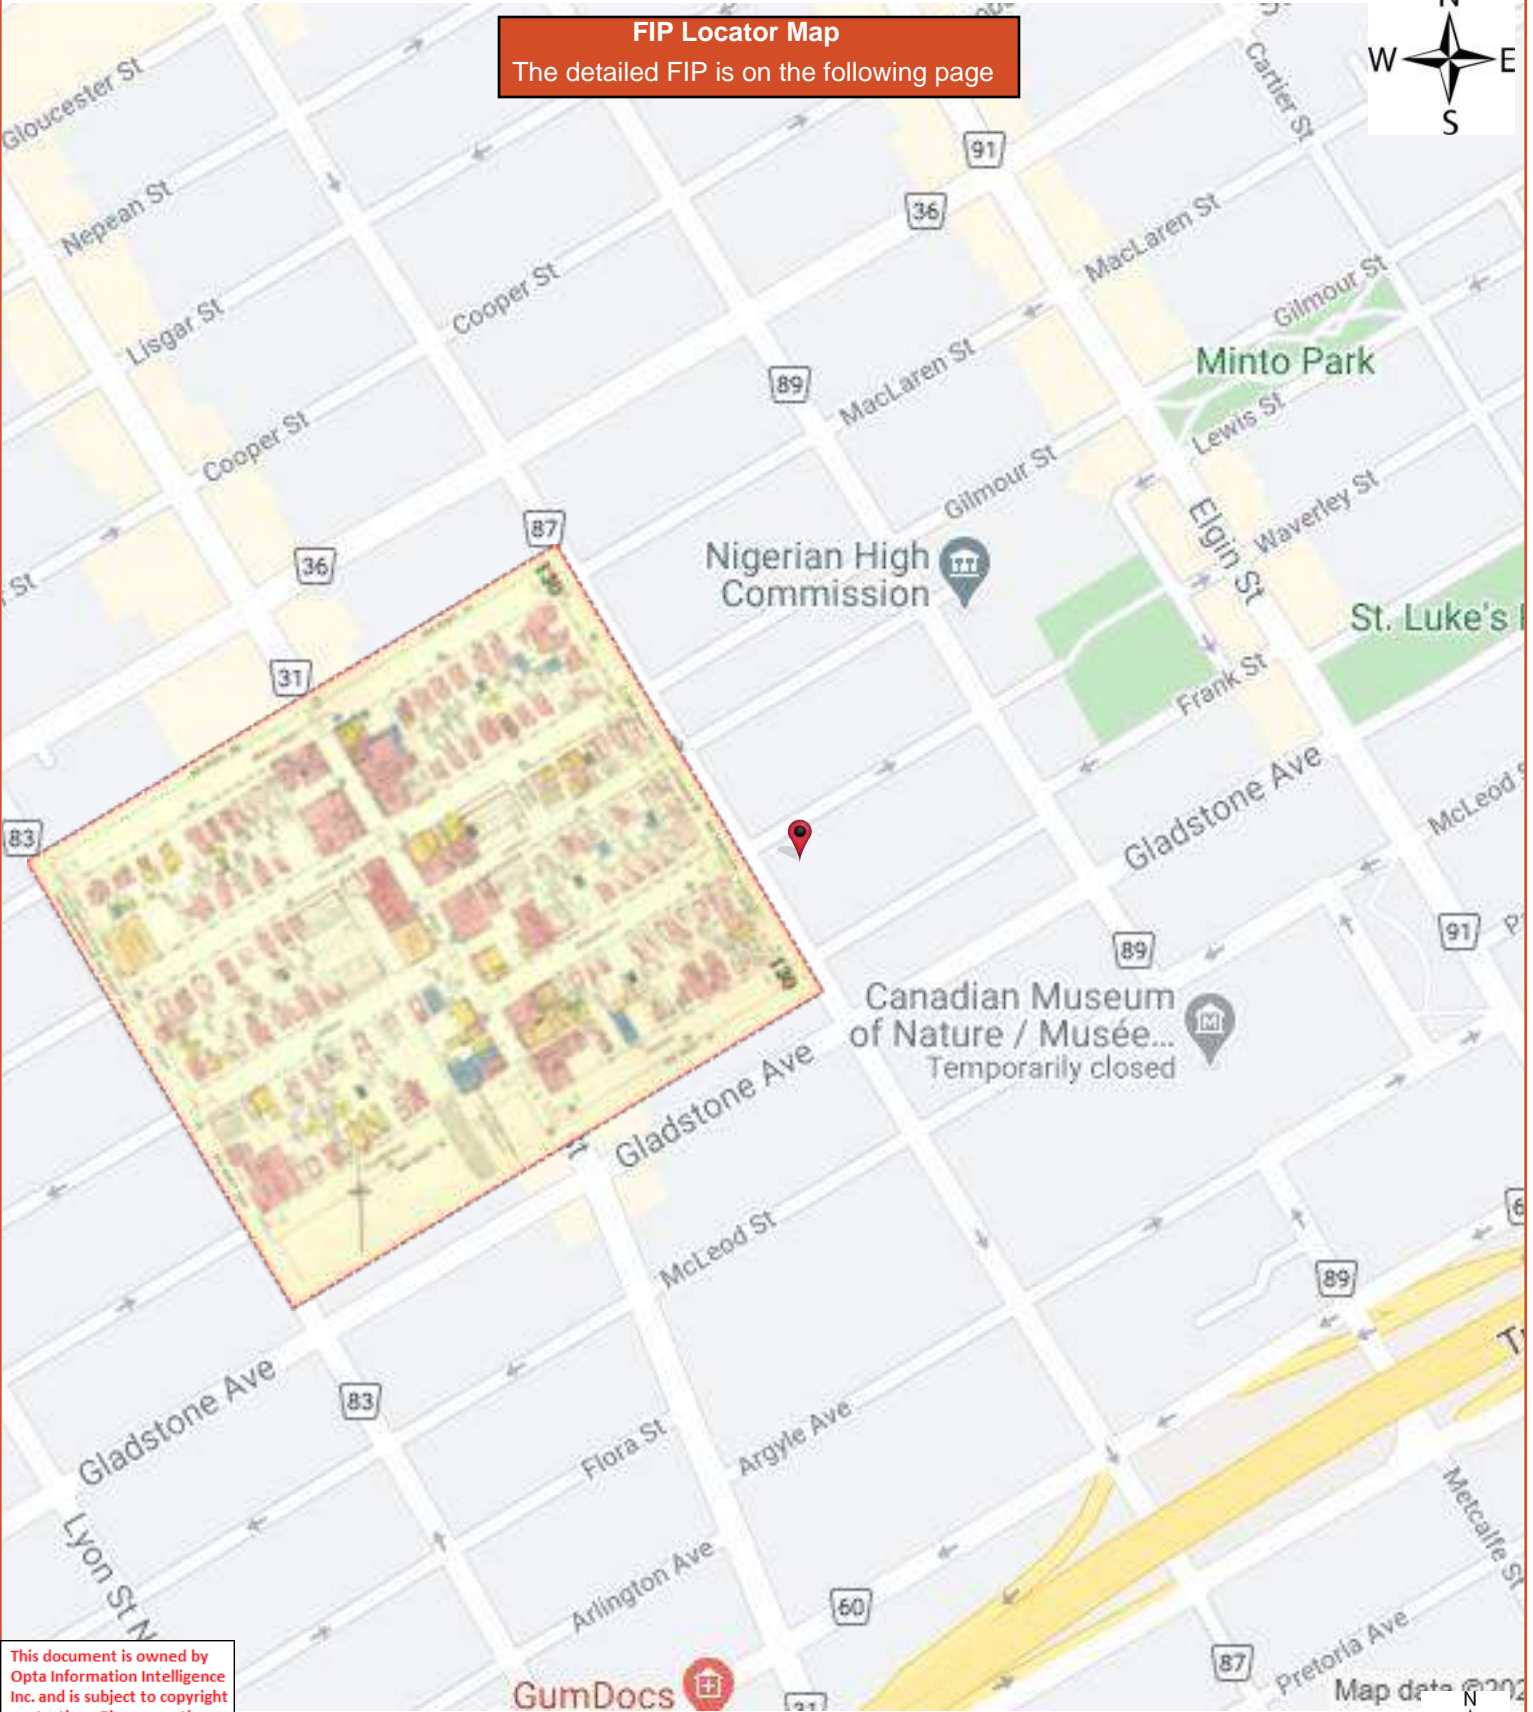 FIP Locator Map
The detailed FIP is on the following page
N
W
E
S
Gloucester St
Cartier St
91
36
Nepean St
MacLaren St
Gilmour St
Cooper St
Lisgar St
Minto Park
89
MacLaren St
Lewis St
Cooper St
Gilmour St
Waverley St
87
Elgin St
36
Nigerian High
Commission
St
St. Luke's
31
Frank St
Gladstone Ave
McLeod
83
91
89
Canadian Museum
of Nature / Musée...
Temporarily closed
Gladstone Ave
McLeod St
89
Gladstone Ave
83
Argyle Ave
Flora St
Lyon St N
Metcalfe St
Arlington Ave
60
87
Pretoria Ave
GumDocs
31
Map data ©202
N
This document is owned by
Opta Information Intelligence
Inc. and is subject to copyright